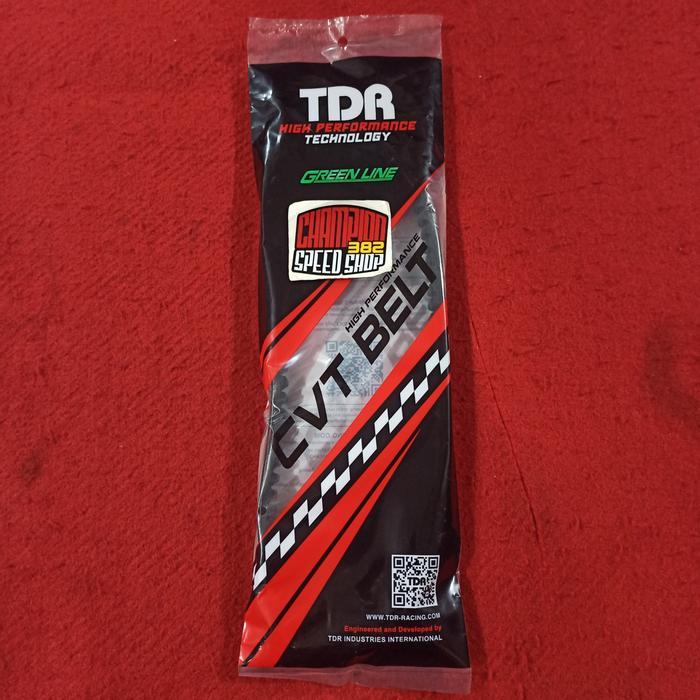 TDR
HIGH PERFORMANCE
TECHNOLOGY
GREEN LINE
CHAMPION
382
SPEED SHOP
HIGH PERFORMANCE
CVT BELT
TDR
WWW.TDR-RACING.COM
Engineered and Developed by
TDR INDUSTRIES INTERNATIONAL